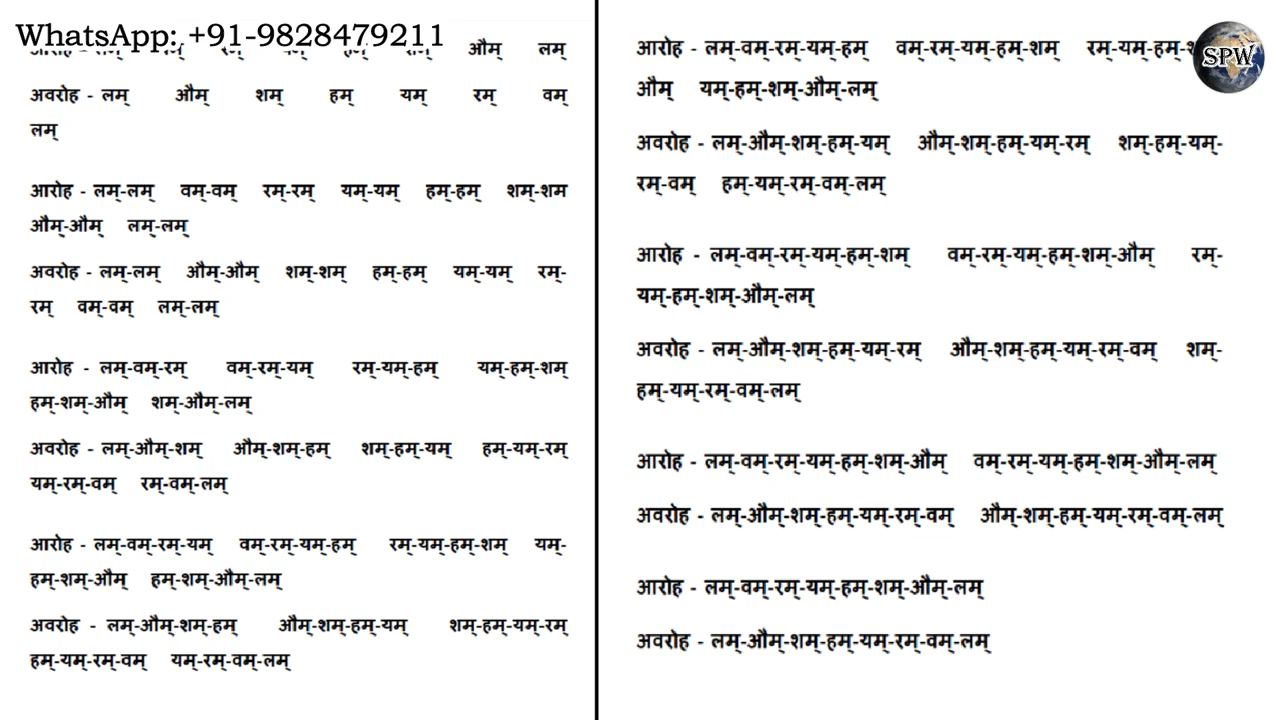 WhatsApp: +91-9828479211
औम् लम्
अवरोह - लम् औम् शम् हम् यम् रम् वम्
लम्
आरोह - लम्-लम् वम्-वम् रम्-रम् यम्-यम् हम्-हम् शम्-शम
औम्-औम् लम्-लम्
अवरोह - लम्-लम् औम्-औम् शम्-शम् हम्-हम् यम्-यम् रम्-
रम् वम्-वम् लम्-लम्
आरोह - लम्-वम्-रम् वम्-रम्-यम् रम्-यम्-हम् यम्-हम्-शम्
हम्-शम्-औम् शम्-औम्-लम्
अवरोह - लम्-औम्-शम् औम्-शम्-हम् शम्-हम्-यम् हम्-यम्-रम्
यम्-रम्-वम् रम्-वम्-लम्
आरोह - लम्-वम्-रम्-यम् वम्-रम्-यम्-हम् रम्-यम्-हम्-शम् यम्-
हम्-शम्-औम् हम्-शम्-औम्-लम्
अवरोह - लम्-औम्-शम्-हम् औम्-शम्-हम्-यम् शम्-हम्-यम्-रम्
हम्-यम्-रम्-वम् यम्-रम्-वम्-लम्
आरोह - लम्-वम्-रम्-यम्-हम् वम्-रम्-यम्-हम्-शम् रम्-यम्-हम्-
औम् यम्-हम्-शम्-औम्-लम्
अवरोह - लम्-औम्-शम्-हम्-यम् औम्-शम्-हम्-यम्-रम् शम्-हम्-यम्-
रम्-वम् हम्-यम्-रम्-वम्-लम्
आरोह - लम्-वम्-रम्-यम्-हम्-शम् वम्-रम्-यम्-हम्-शम्-औम् रम्-
यम्-हम्-शम्-औम्-लम्
अवरोह - लम्-औम्-शम्-हम्-यम्-रम् औम्-शम्-हम्-यम्-रम्-वम् शम्-
हम्-यम्-रम्-वम्-लम्
आरोह - लम्-वम्-रम्-यम्-हम्-शम्-औम् वम्-रम्-यम्-हम्-शम्-औम्-लम्
अवरोह - लम्-औम्-शम्-हम्-यम्-रम्-वम् औम्-शम्-हम्-यम्-रम्-वम्-लम्
आरोह - लम्-वम्-रम्-यम्-हम्-शम्-औम्-लम्
अवरोह - लम्-औम्-शम्-हम्-यम्-रम्-वम्-लम्
SPW